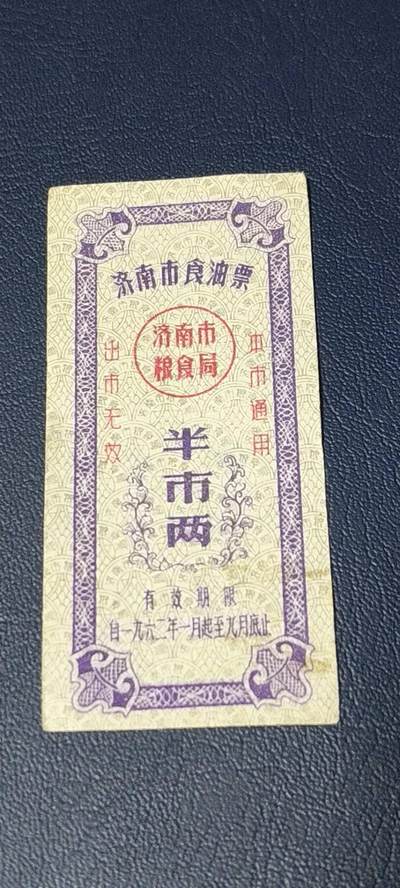 济南市食油票
济南市
粮食局
本市通用
出市无效
半市两
有效期限
自一九六二年一月起至九月底止